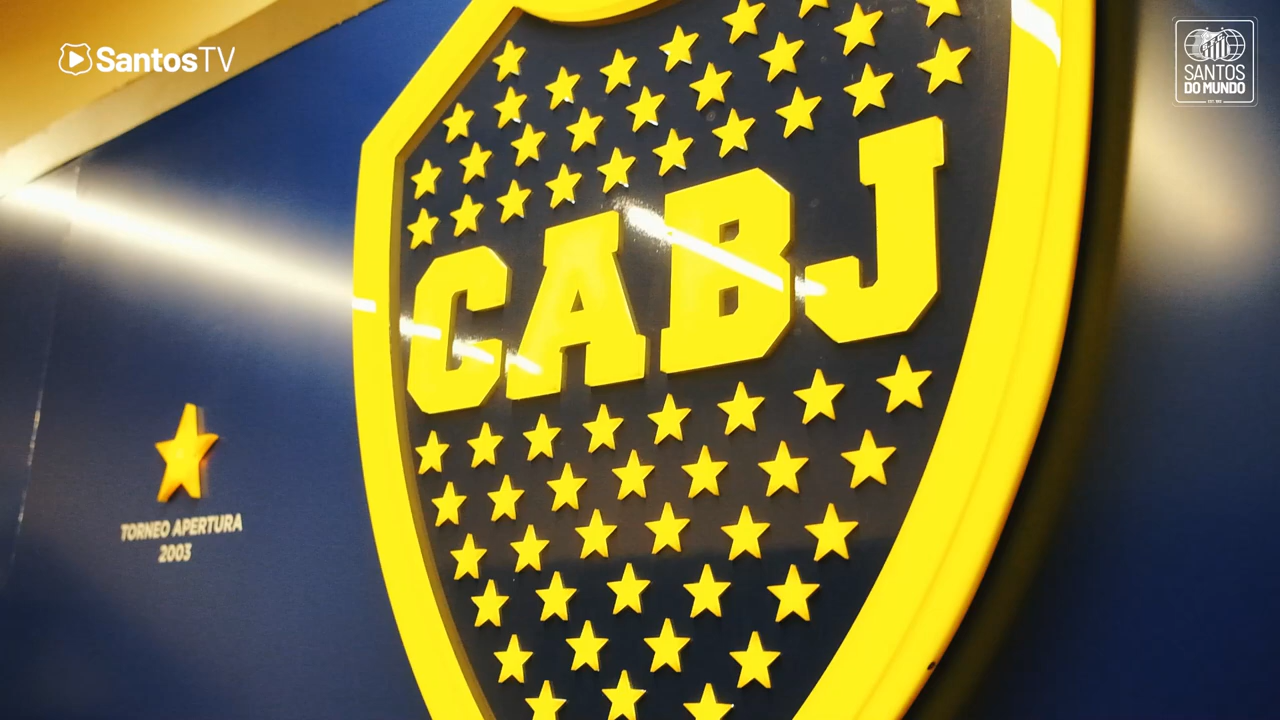 SantosTV
SANTOS
DO MUNDO
CABJ
TORNEO APERTURA
2003